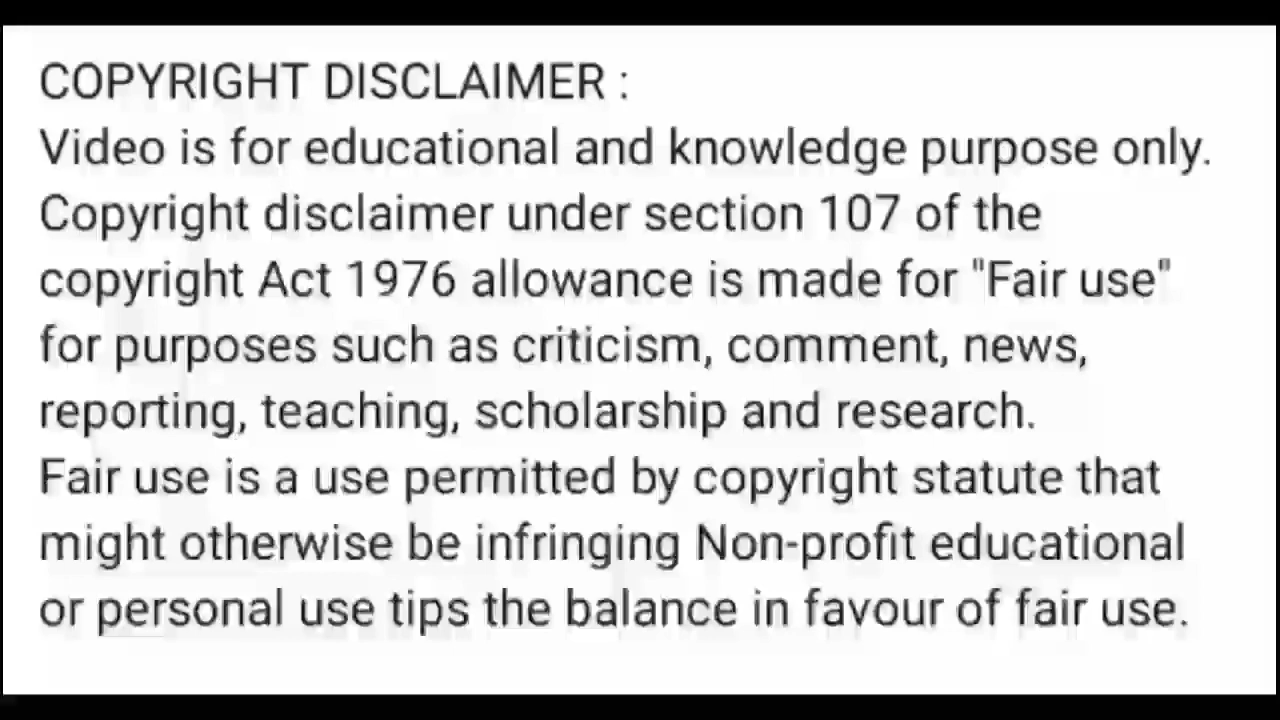 COPYRIGHT DISCLAIMER :
Video is for educational and knowledge purpose only.
Copyright disclaimer under section 107 of the
copyright Act 1976 allowance is made for "Fair use"
for purposes such as criticism, comment, news,
reporting, teaching, scholarship and research.
Fair use is a use permitted by copyright statute that
might otherwise be infringing Non-profit educational
or personal use tips the balance in favour of fair use.